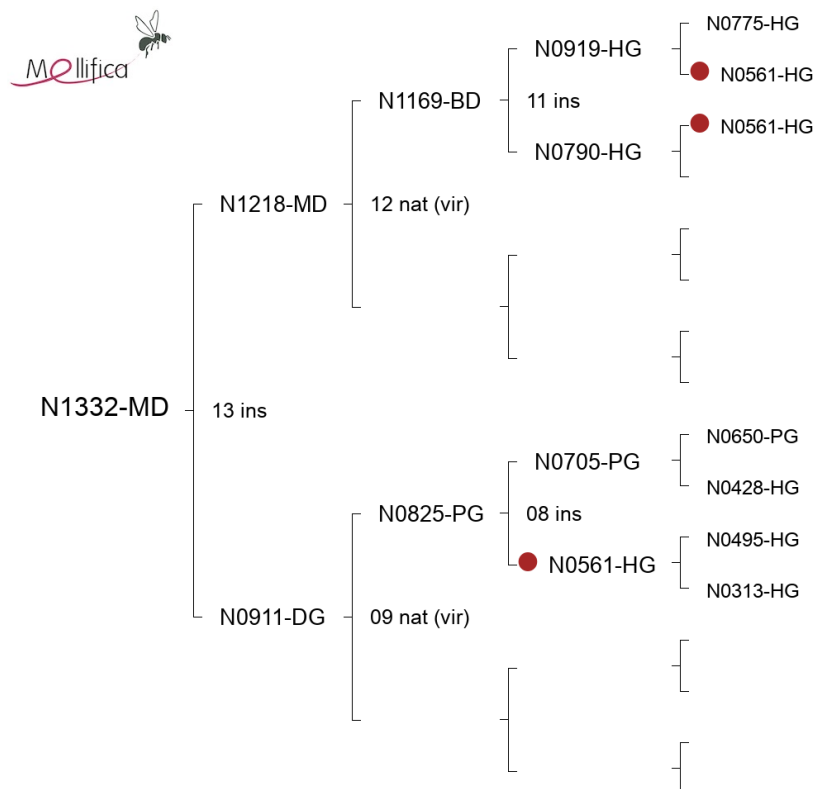 Mellifica
N0775-HG
N0919-HG
N0561-HG
N1169-BD
11 ins
N0561-HG
N0790-HG
N1218-MD
12 nat (vir)
N1332-MD
13 ins
N0650-PG
N0705-PG
N0428-HG
N0825-PG
08 ins
N0495-HG
N0561-HG
N0313-HG
N0911-DG
09 nat (vir)